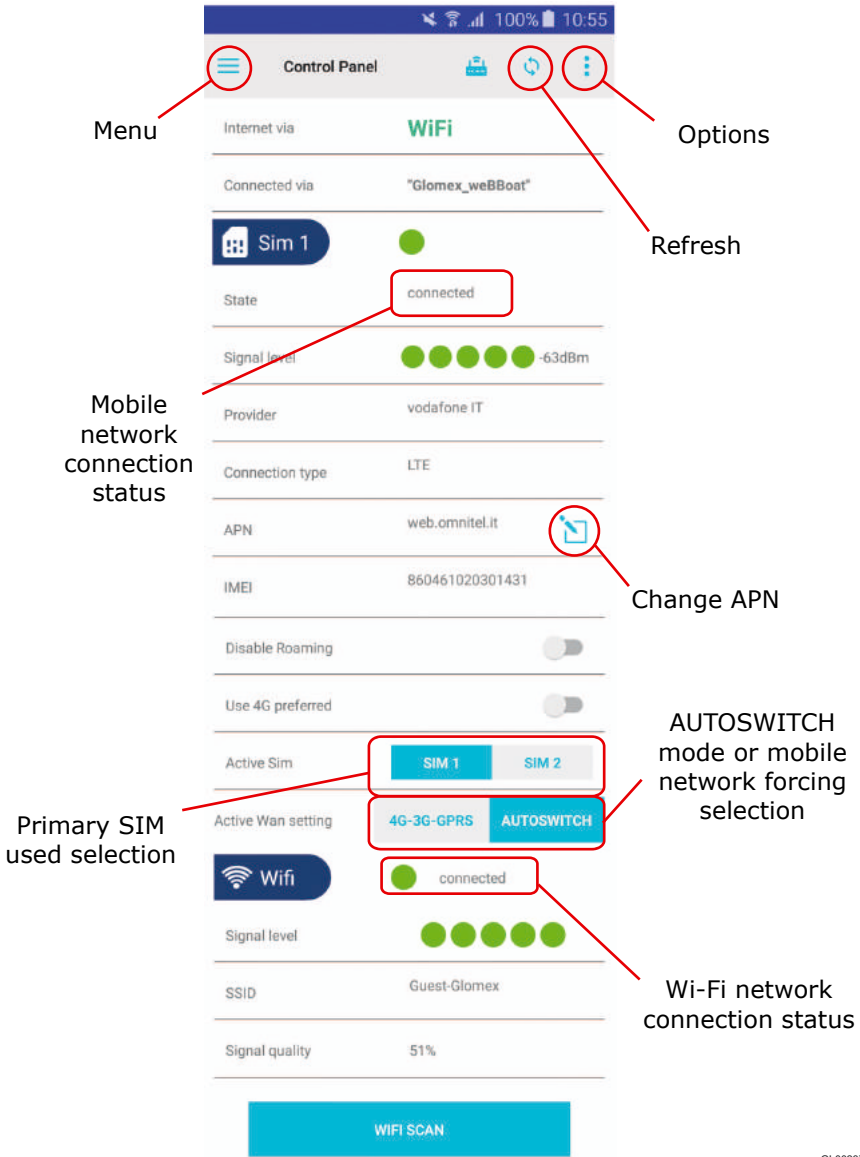 100% 10:55
Control Panel
Menu
Options
Refresh
Internet via WiFi
Connected via "Glomex_weBBoat"
Sim 1
State connected
Signal level -63dBm
Mobile
network
connection
status
Provider vodafone IT
Connection type LTE
APN web.omnitel.it
Change APN
IMEI 860461020301431
Disable Roaming
Use 4G preferred
Active Sim SIM 1 SIM 2
AUTOSWITCH
mode or mobile
network forcing
selection
Primary SIM
used selection
Active Wan setting 4G-3G-GPRS AUTOSWITCH
Wifi connected
Signal level
SSID Guest-Glomex
Wi-Fi network
connection status
Signal quality 51%
WIFI SCAN